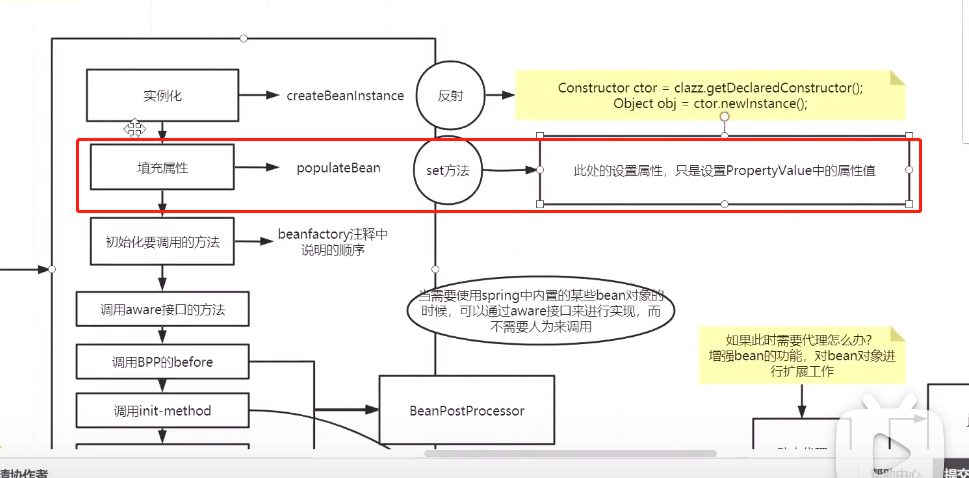 实例化
createBeanInstance
反射
Constructor ctor = clazz.getDeclaredConstructor();
Object obj = ctor.newInstance();
填充属性
populateBean
set方法
此处的设置属性，只是设置PropertyValue中的属性值
初始化要调用的方法
beanfactory注释中
说明的顺序
调用aware接口的方法
当需要使用spring中内置的某些bean对象的
时候，可以通过aware接口来进行实现，而
不需要人为来调用
如果此时需要代理怎么办?
增强bean的功能，对bean对象进
行扩展工作
调用BPP的before
调用init-method
BeanPostProcessor
请协作者
帮助中心
提交